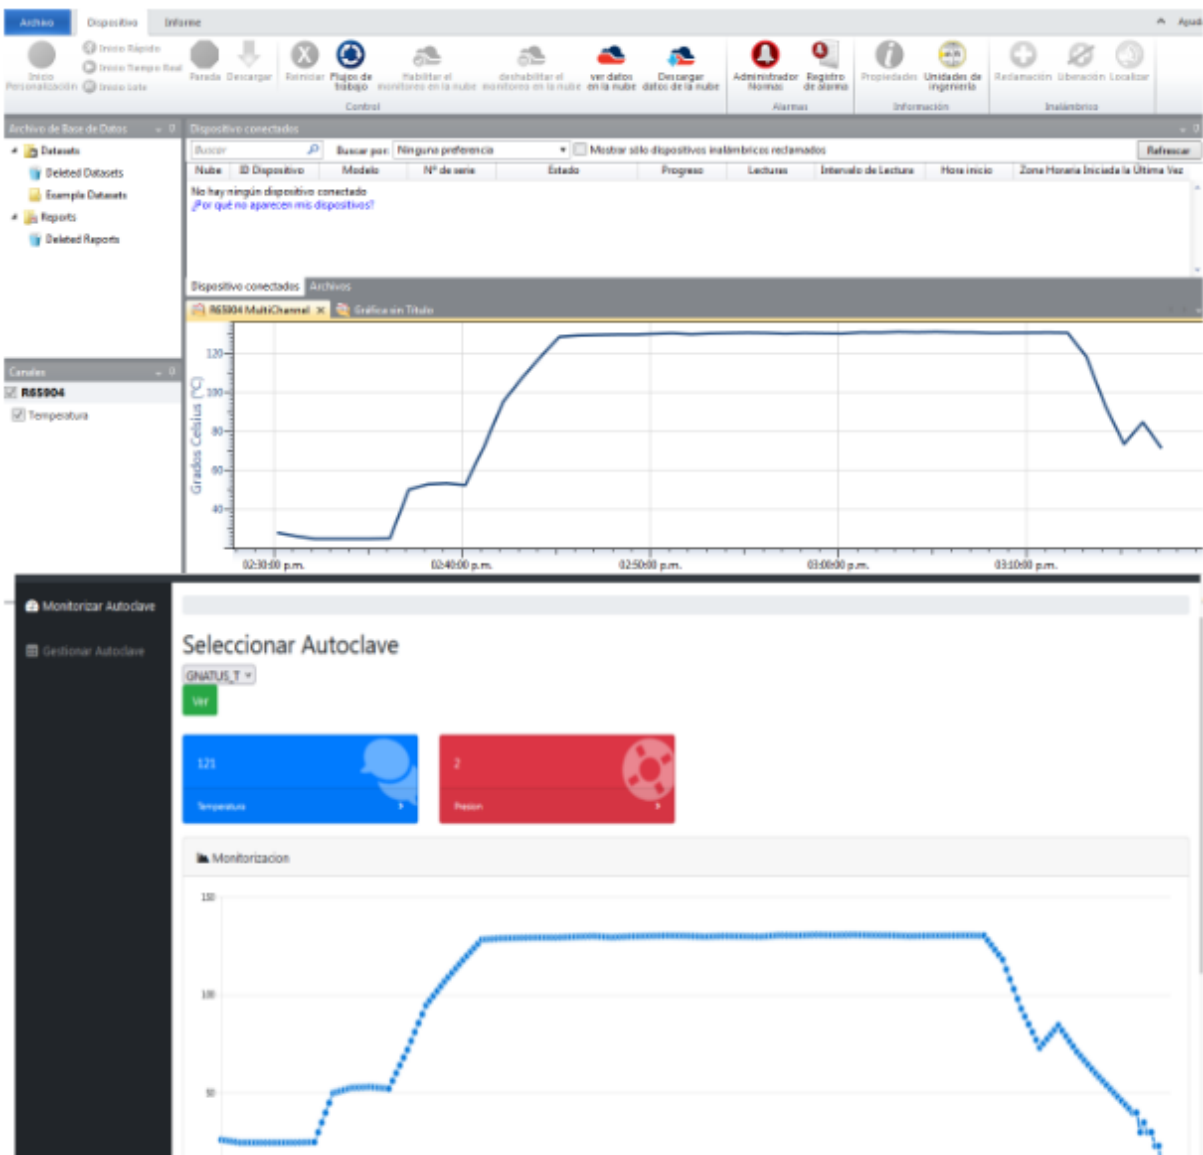 Archivo Dispositivo Informe Ayud
Inicio Personalización
Inicio Rápido
Inicio Tiempo Real
Inicio Lote
Parada Descargar Reiniciar Flujos de trabajo Habilitar el monitoreo en la nube deshabilitar el monitoreo en la nube ver datos en la nube Descargar datos de la nube Administrador Normas Registro de alarma Propiedades Unidades de ingeniería Reclamación Liberación Localizar
Control Alarmas Información Inalámbrico
Archivo de Base de Datos
Datasets
Deleted Datasets
Example Datasets
Reports
Deleted Reports
Dispositivo conectados
Buscar Buscar por: Ninguna preferencia Mostrar sólo dispositivos inalámbricos reclamados Refrescar
Nube ID Dispositivo Modelo Nº de serie Estado Progreso Lecturas Intervalo de Lectura Hora inicio Zona Horaria Iniciada la Última Vez
No hay ningún dispositivo conectado
¿Por qué no aparecen mis dispositivos?
Dispositivo conectados Archivos
R65904 MultiChannel Gráfica sin Título
Canales
R65904
Temperatura
Grados Celsius (°C)
120
100
80
60
40
02:30:00 p.m. 02:40:00 p.m. 02:50:00 p.m. 03:00:00 p.m. 03:10:00 p.m.
Monitorizar Autoclave
Gestionar Autoclave
Seleccionar Autoclave
GNATUS_T
Ver
121
Temperatura
2
Presion
Monitorizacion
150
100
50